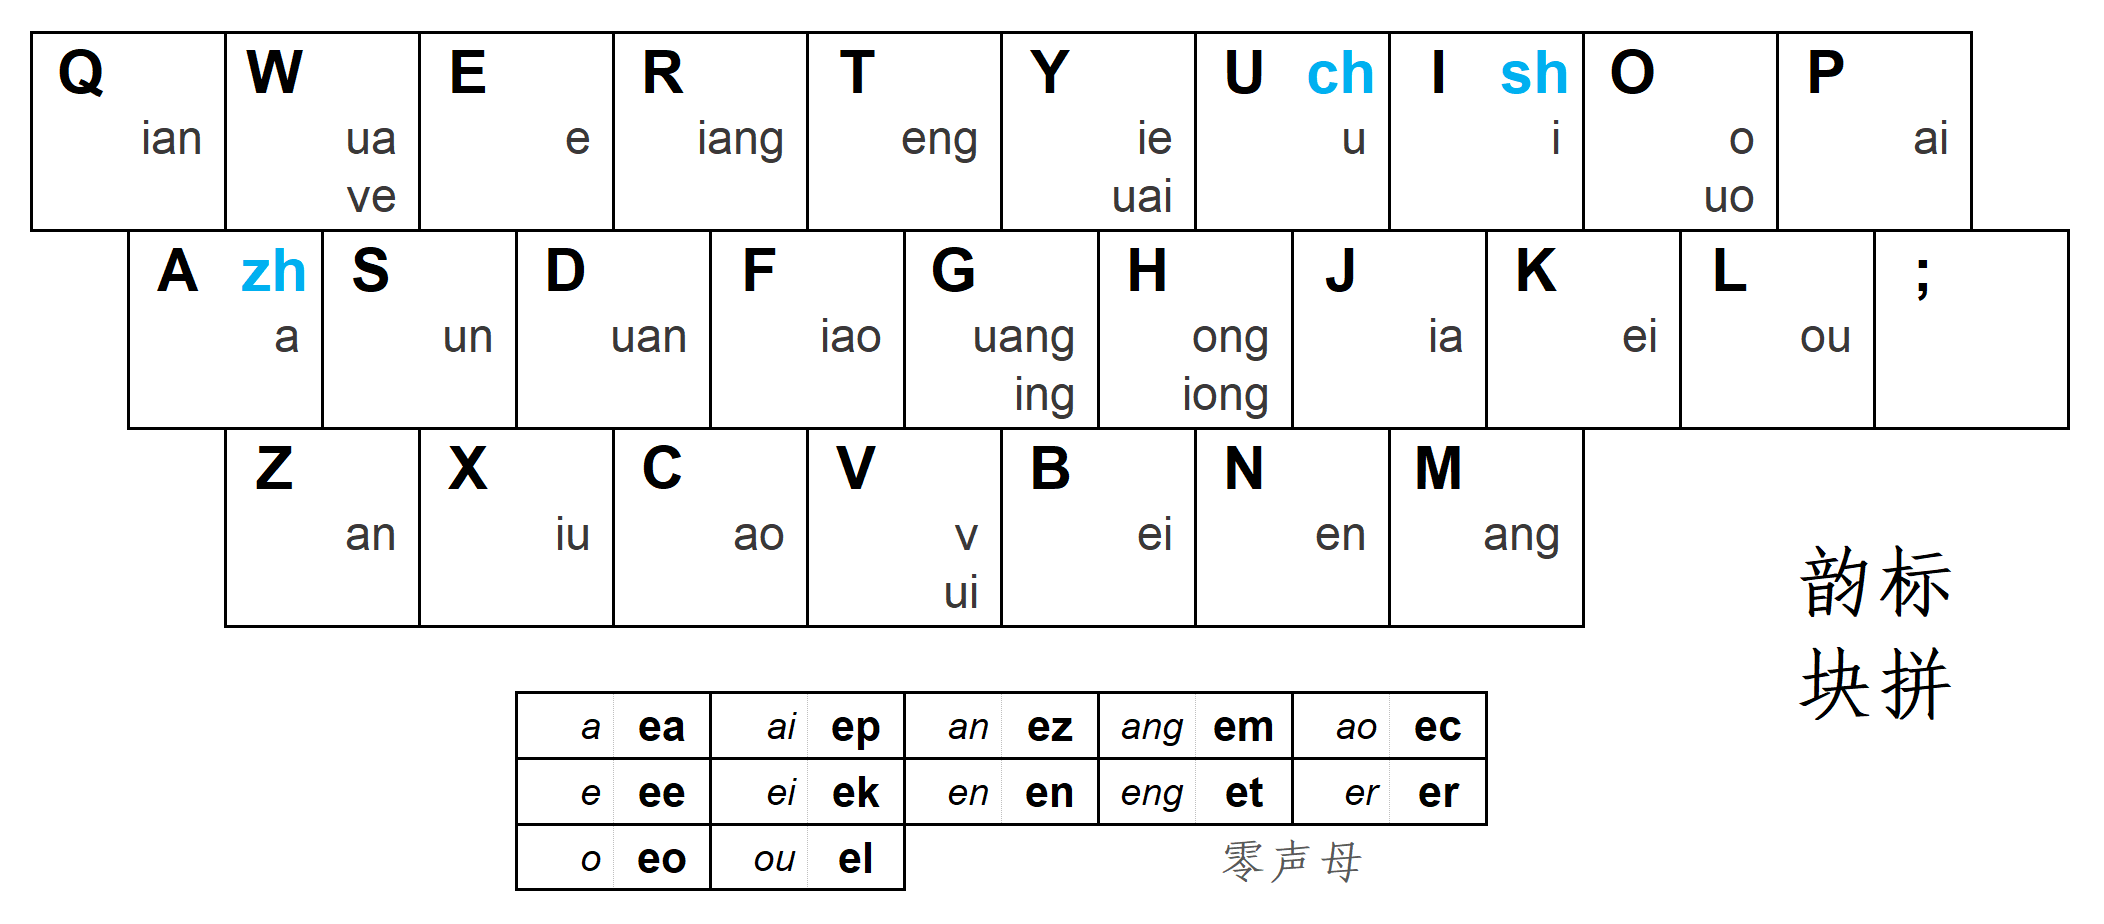 Q W E R T Y U ch I sh O P
ian ua e iang eng ie u i o ai
ve uai uo
A zh S D F G H J K L ;
a un uan iao uang ong ia ei ou
ing iong
Z X C V B N M
an iu ao v ei en ang
ui
韵标
块拼
a ea ai ep an ez ang em ao ec
e ee ei ek en en eng et er er
o eo ou el
零声母